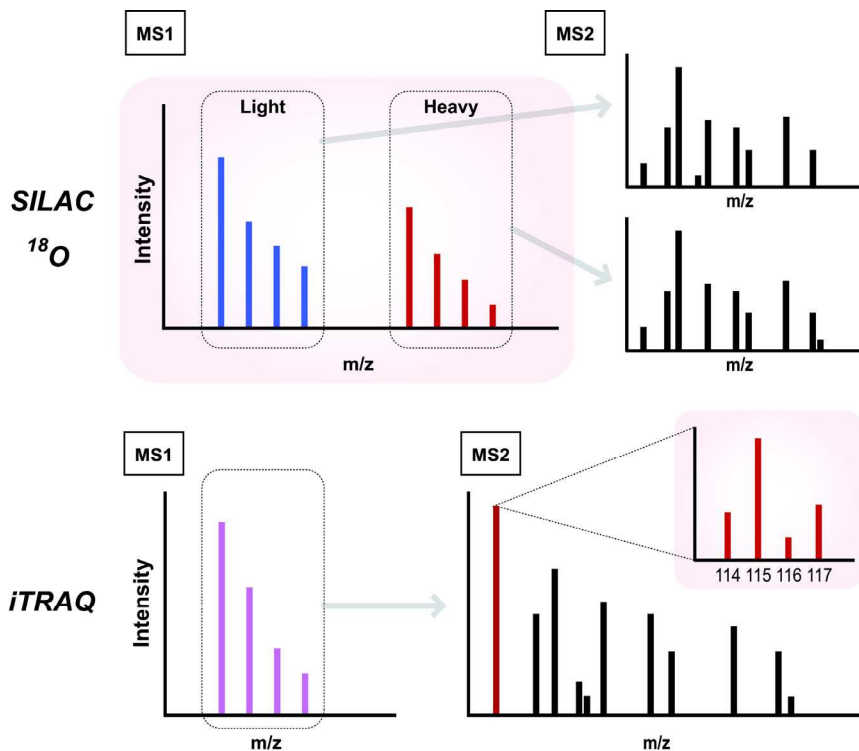 MS1
MS2
Light
Heavy
SILAC
¹⁸O
Intensity
m/z
m/z
m/z
MS1
MS2
iTRAQ
Intensity
114 115 116 117
m/z
m/z